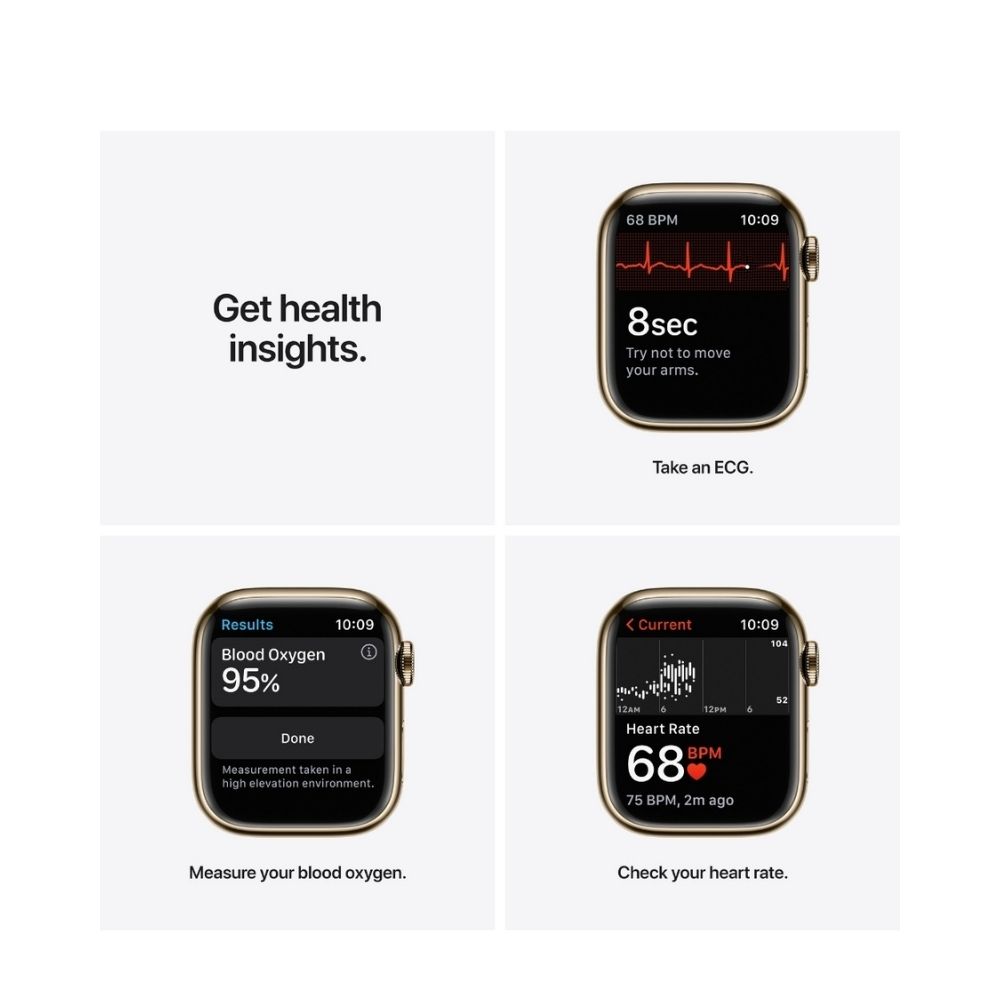 Get health
insights.
68 BPM 10:09
8sec
Try not to move
your arms.
Take an ECG.
Results 10:09
Blood Oxygen
95%
Done
Measurement taken in a
high elevation environment.
Measure your blood oxygen.
Current 10:09
104
52
12AM 6 12PM 6
Heart Rate
68 BPM
75 BPM, 2m ago
Check your heart rate.